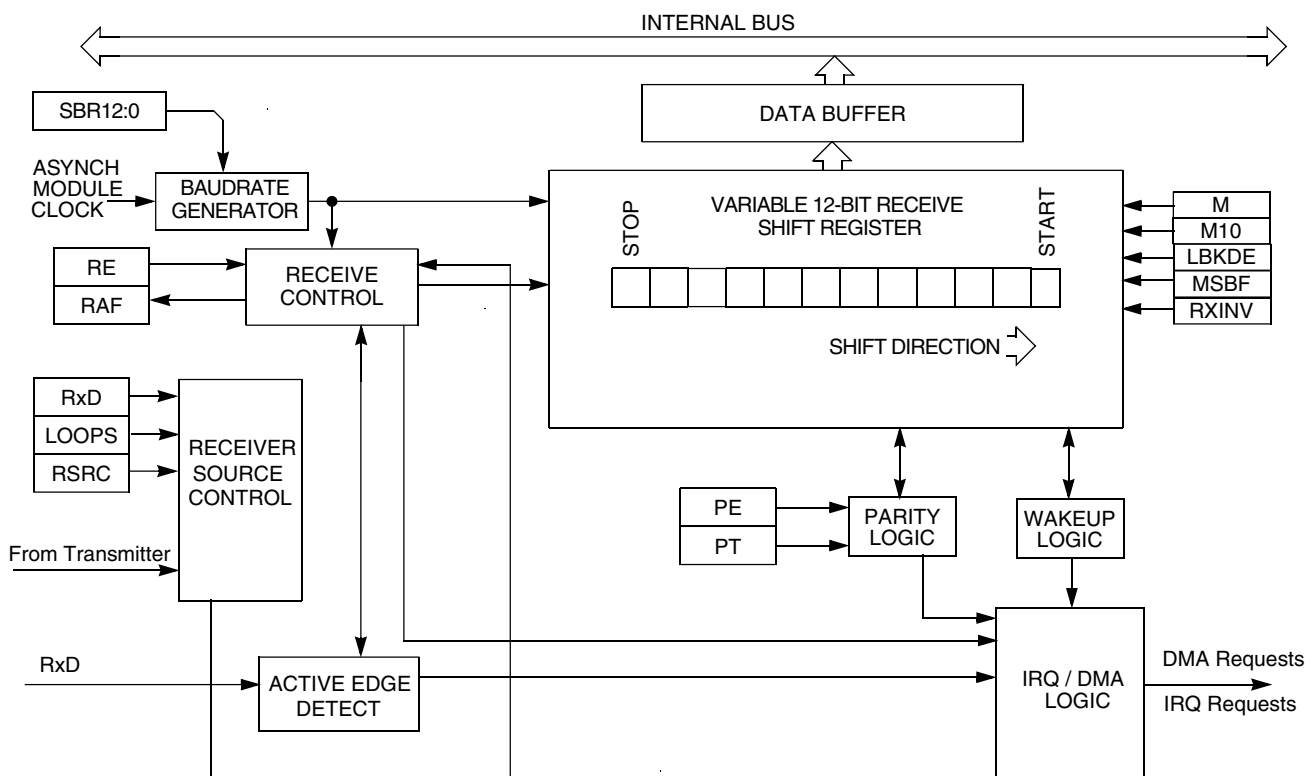 INTERNAL BUS
SBR12:0
DATA BUFFER
ASYNCH
MODULE
CLOCK
BAUDRATE
GENERATOR
VARIABLE 12-BIT RECEIVE
SHIFT REGISTER
STOP
START
M
M10
LBKDE
MSBF
RXINV
RE
RAF
RECEIVE
CONTROL
SHIFT DIRECTION
RxD
LOOPS
RSRC
RECEIVER
SOURCE
CONTROL
From Transmitter
PE
PT
PARITY
LOGIC
WAKEUP
LOGIC
RxD
ACTIVE EDGE
DETECT
IRQ / DMA
LOGIC
DMA Requests
IRQ Requests